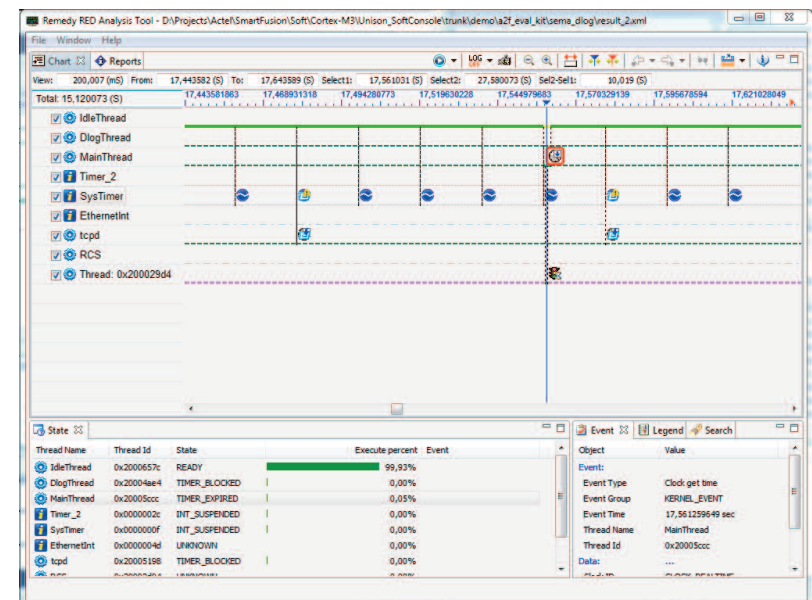 Remedy RED Analysis Tool - D:\Projects\Actel\SmartFusion\Soft\Cortex-M3\Unison_SoftConsole\trunk\demo\a2f_eval_kit\sema_dlog\result_2.xml
File Window Help
Chart Reports LOG
View: 200,007 (mS) From: 17,443582 (S) To: 17,643589 (S) Select1: 17,561031 (S) Select2: 27,580073 (S) Sel2-Sel1: 10,019 (S)
Total: 15,120073 (S) 17,443581863 17,468931318 17,494280773 17,519630228 17,544979683 17,570329139 17,595678594 17,621028049
IdleThread
DlogThread
MainThread
Timer_2
SysTimer
EthernetInt
tcpd
RCS
Thread: 0x200029d4
State
Thread Name Thread Id State Execute percent Event
IdleThread 0x2000657c READY 99,93%
DlogThread 0x20004ae4 TIMER_BLOCKED 0,00%
MainThread 0x20005ccc TIMER_EXPIRED 0,05%
Timer_2 0x0000002c INT_SUSPENDED 0,00%
SysTimer 0x0000000f INT_SUSPENDED 0,00%
EthernetInt 0x0000004d UNKNOWN 0,00%
tcpd 0x20005198 TIMER_BLOCKED 0,00%
Event Legend Search
Object Value
Event:
Event Type Clock get time
Event Group KERNEL_EVENT
Event Time 17,561259649 sec
Thread Name MainThread
Thread Id 0x20005ccc
Data: ...